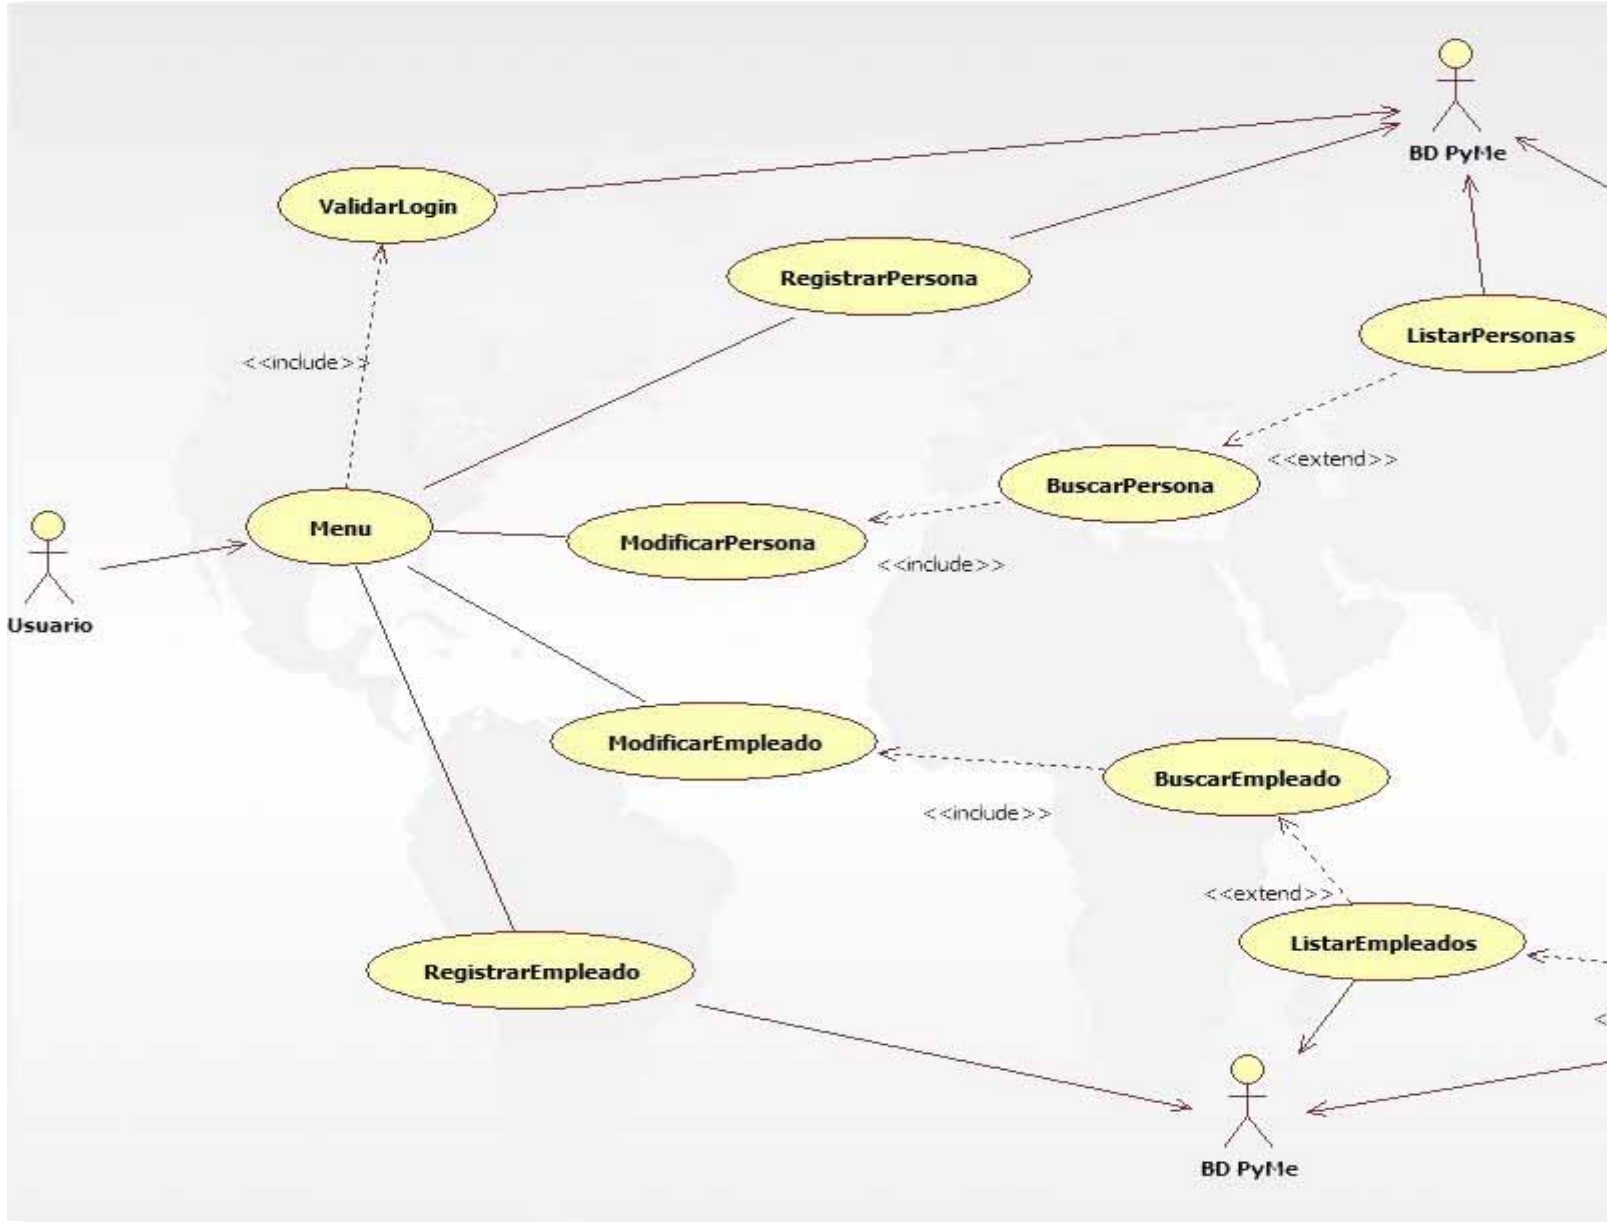 BD PyMe
ValidarLogin
RegistrarPersona
ListarPersonas
<<include>>
<<extend>>
BuscarPersona
Menu
ModificarPersona
<<include>>
Usuario
ModificarEmpleado
BuscarEmpleado
<<include>>
<<extend>>
ListarEmpleados
RegistrarEmpleado
<
BD PyMe